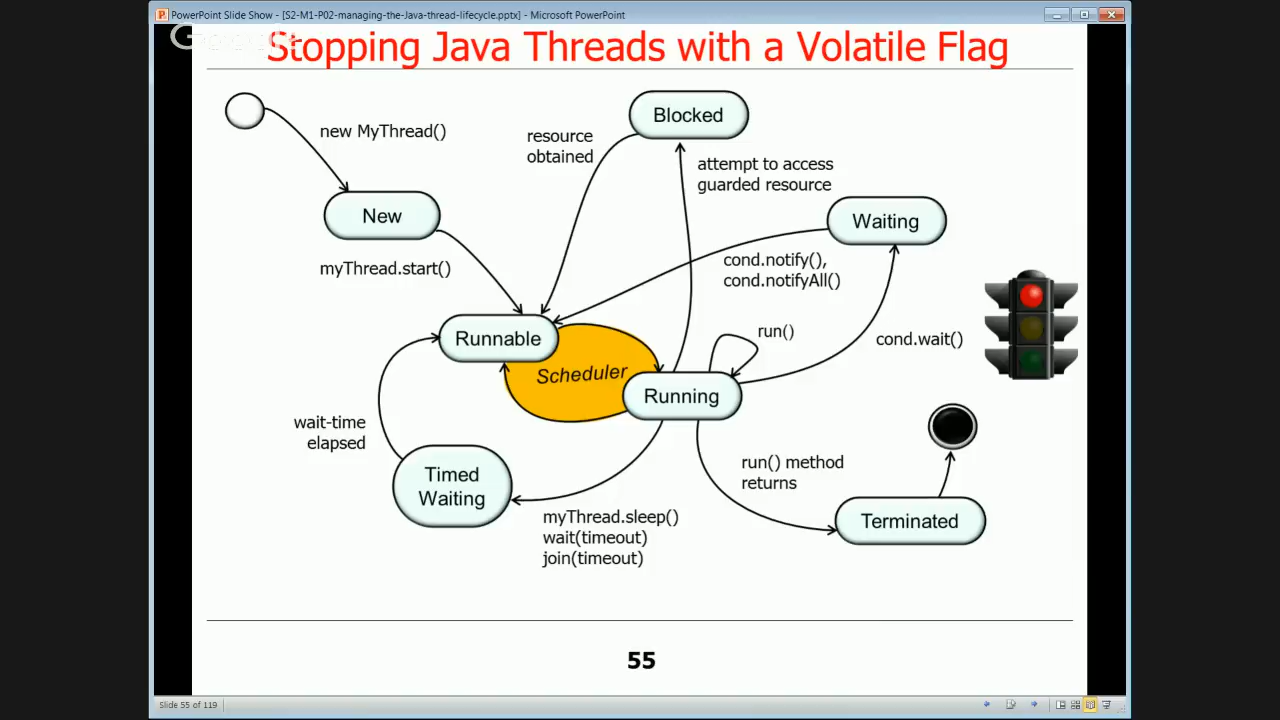 PowerPoint Slide Show - [S2-M1-P02-managing-the-Java-thread-lifecycle.pptx] - Microsoft PowerPoint
Google
Stopping Java Threads with a Volatile Flag
new MyThread()
Blocked
resource
obtained
attempt to access
guarded resource
New
Waiting
myThread.start()
cond.notify(),
cond.notifyAll()
Runnable
run()
cond.wait()
Scheduler
Running
wait-time
elapsed
Timed
Waiting
run() method
returns
myThread.sleep()
wait(timeout)
join(timeout)
Terminated
55
Slide 55 of 119